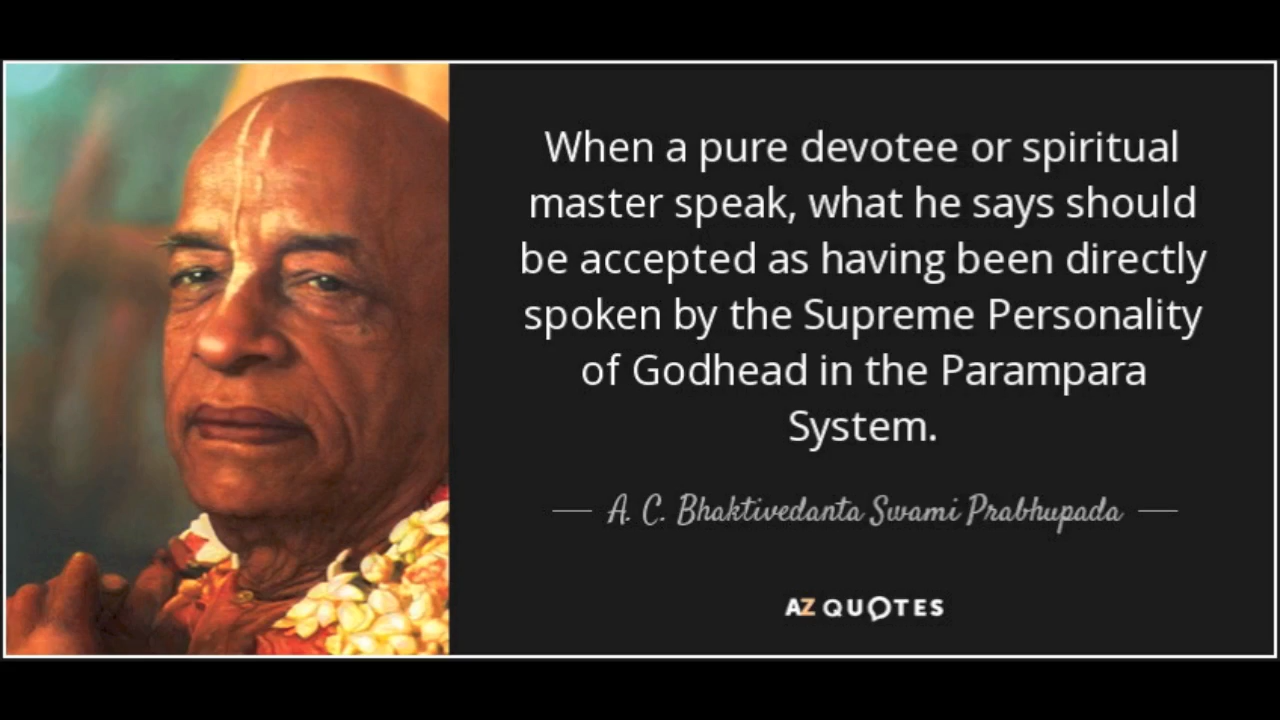 When a pure devotee or spiritual
master speak, what he says should
be accepted as having been directly
spoken by the Supreme Personality
of Godhead in the Parampara
System.
A. C. Bhaktivedanta Swami Prabhupada
AZ QUOTES